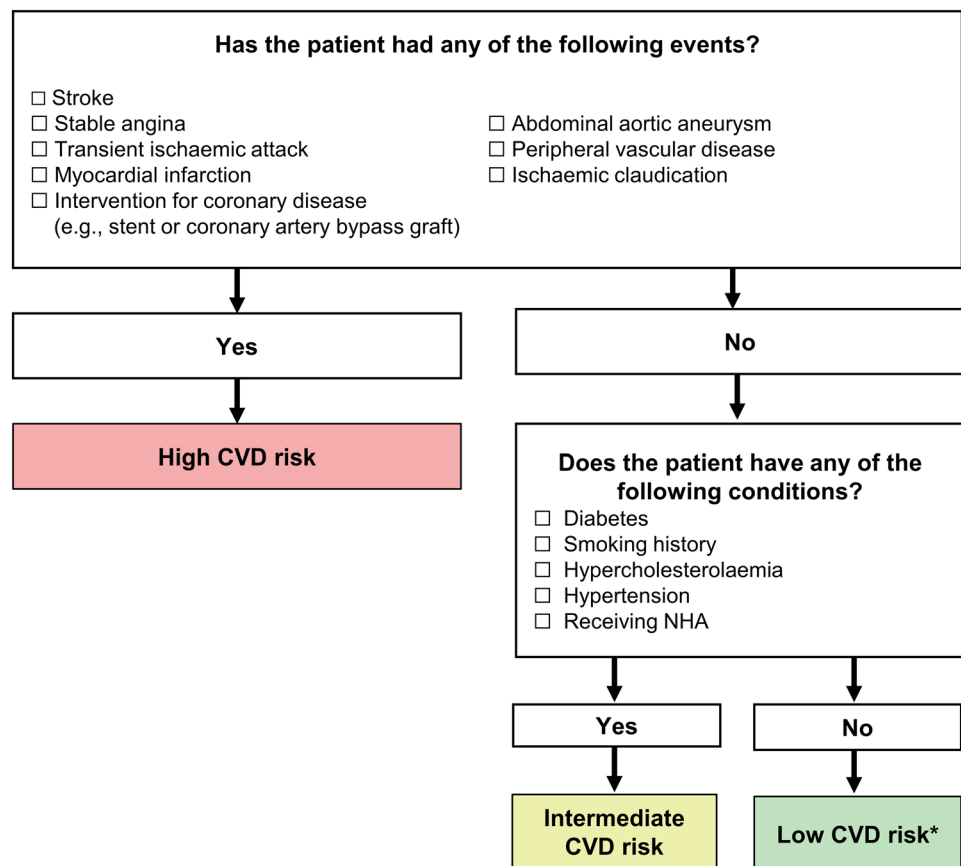 Has the patient had any of the following events?
☐ Stroke
☐ Stable angina
☐ Transient ischaemic attack
☐ Myocardial infarction
☐ Intervention for coronary disease
(e.g., stent or coronary artery bypass graft)
☐ Abdominal aortic aneurysm
☐ Peripheral vascular disease
☐ Ischaemic claudication
Yes
No
High CVD risk
Does the patient have any of the
following conditions?
☐ Diabetes
☐ Smoking history
☐ Hypercholesterolaemia
☐ Hypertension
☐ Receiving NHA
Yes
No
Intermediate
CVD risk
Low CVD risk*